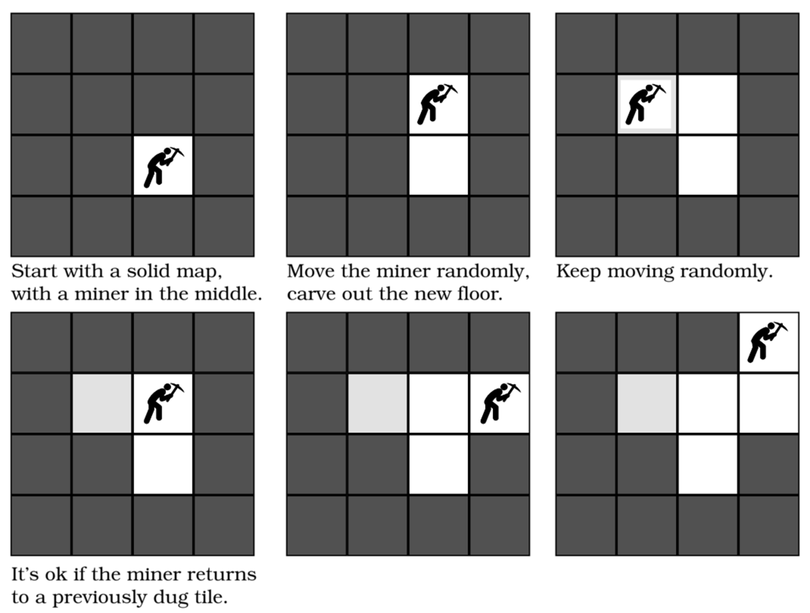 Start with a solid map,
with a miner in the middle.
Move the miner randomly,
carve out the new floor.
Keep moving randomly.
It's ok if the miner returns
to a previously dug tile.